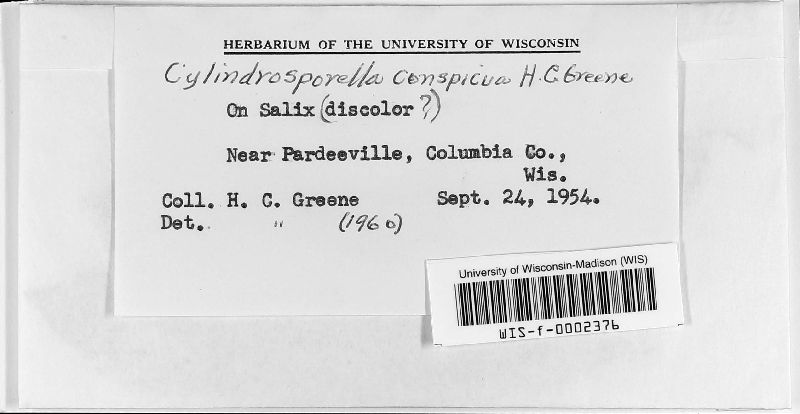 HERBARIUM OF THE UNIVERSITY OF WISCONSIN
Cylindrosporella conspicua H.C. Greene
On Salix (discolor ?)
Near Pardeeville, Columbia Co.,
Wis.
Coll. H. C. Greene Sept. 24, 1954.
Det. " (1960)
University of Wisconsin-Madison (WIS)
WIS-f-0002376